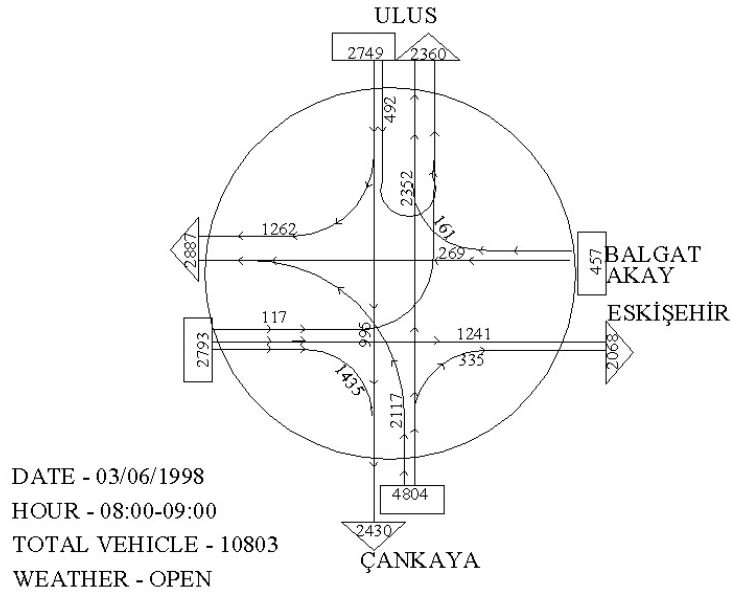 ULUS
2749
2360
492
2352
161
1262
2887
269
457
BALGAT
AKAY
ESKİŞEHİR
117
995
1241
2068
2793
335
1435
2117
4804
2430
ÇANKAYA
DATE - 03/06/1998
HOUR - 08:00-09:00
TOTAL VEHICLE - 10803
WEATHER - OPEN